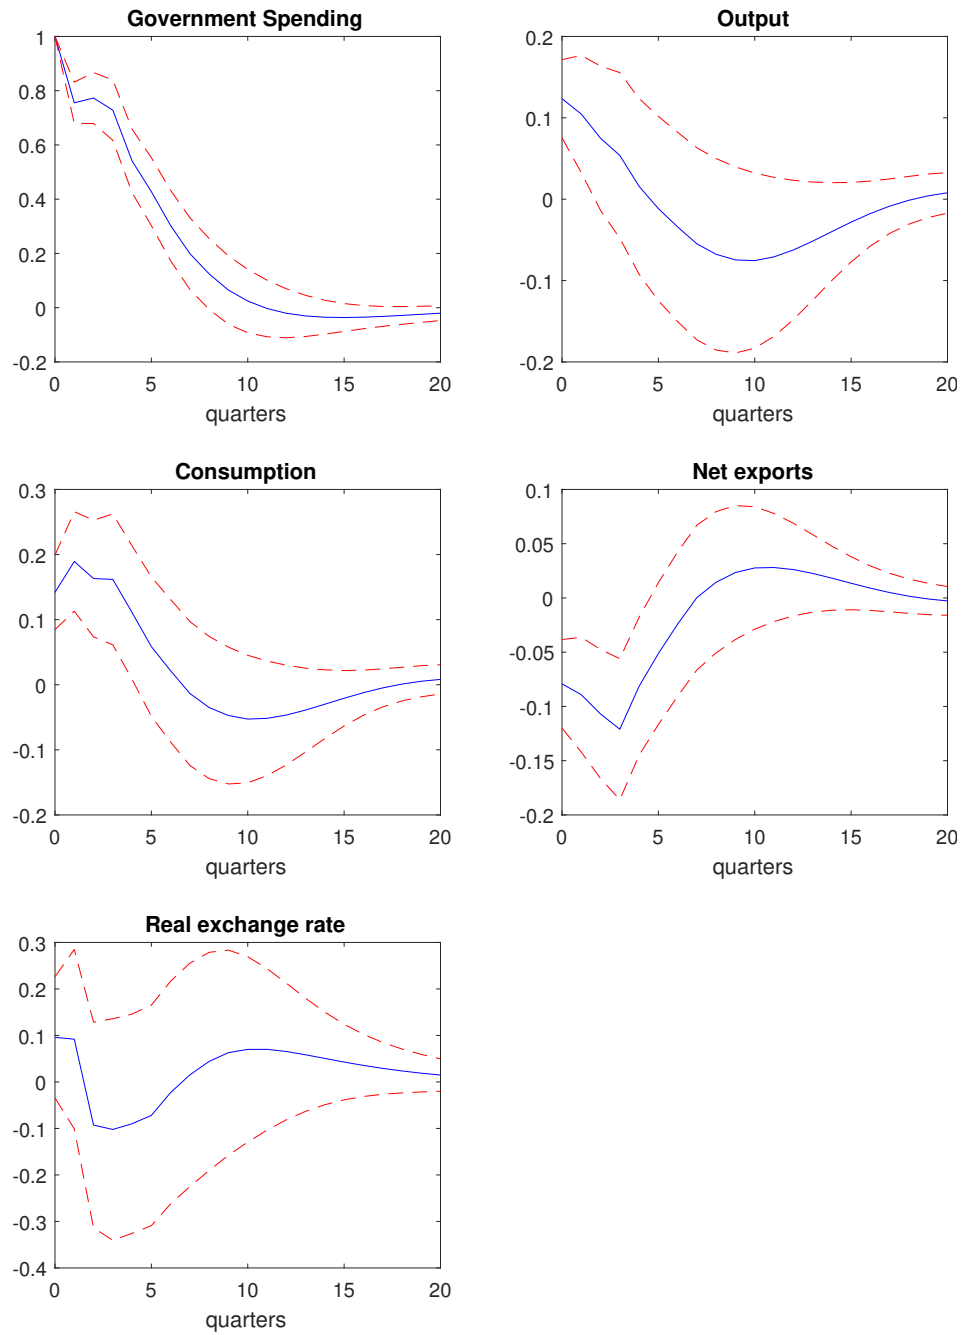 Government Spending
1
0.8
0.6
0.4
0.2
0
-0.2
0 5 10 15 20
quarters
Output
0.2
0.1
0
-0.1
-0.2
0 5 10 15 20
quarters
Consumption
0.3
0.2
0.1
0
-0.1
-0.2
0 5 10 15 20
quarters
Net exports
0.1
0.05
0
-0.05
-0.1
-0.15
-0.2
0 5 10 15 20
quarters
Real exchange rate
0.3
0.2
0.1
0
-0.1
-0.2
-0.3
-0.4
0 5 10 15 20
quarters